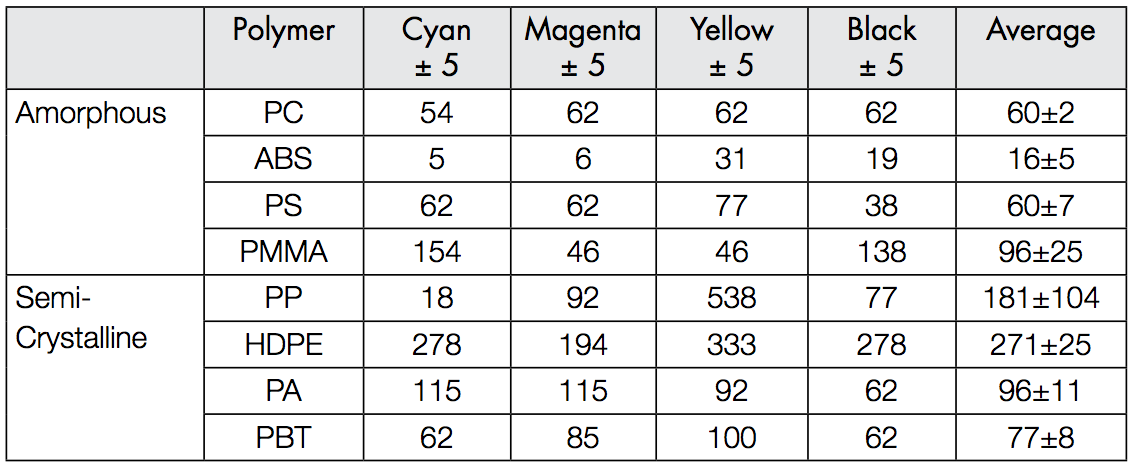 Polymer Cyan ± 5 Magenta ± 5 Yellow ± 5 Black ± 5 Average
Amorphous PC 54 62 62 62 60±2
ABS 5 6 31 19 16±5
PS 62 62 77 38 60±7
PMMA 154 46 46 138 96±25
Semi-Crystalline PP 18 92 538 77 181±104
HDPE 278 194 333 278 271±25
PA 115 115 92 62 96±11
PBT 62 85 100 62 77±8